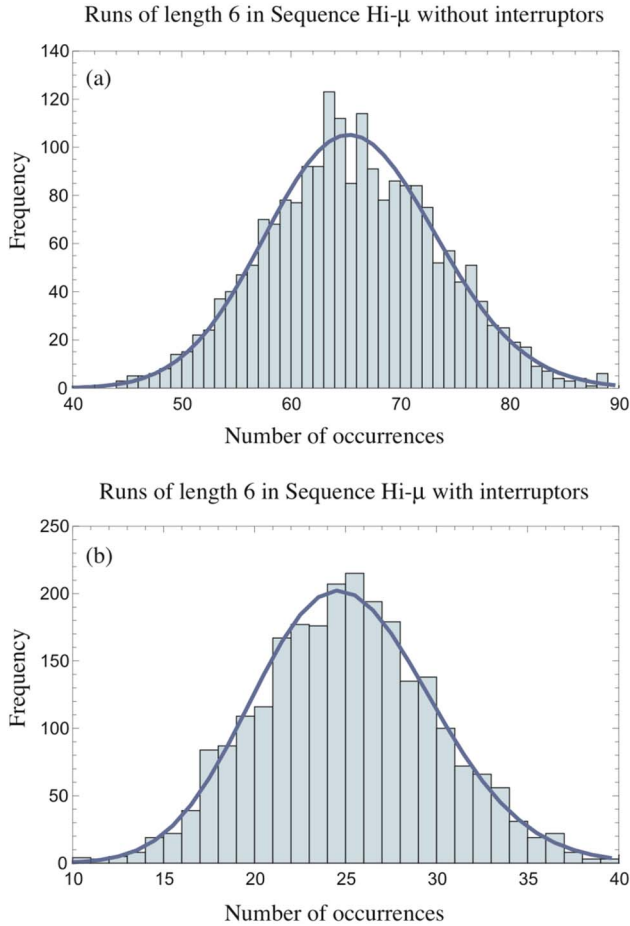 Runs of length 6 in Sequence Hi-μ without interruptors
(a)
140
120
100
80
60
40
20
0
Frequency
40 50 60 70 80 90
Number of occurrences
Runs of length 6 in Sequence Hi-μ with interruptors
(b)
250
200
150
100
50
0
Frequency
10 15 20 25 30 35 40
Number of occurrences